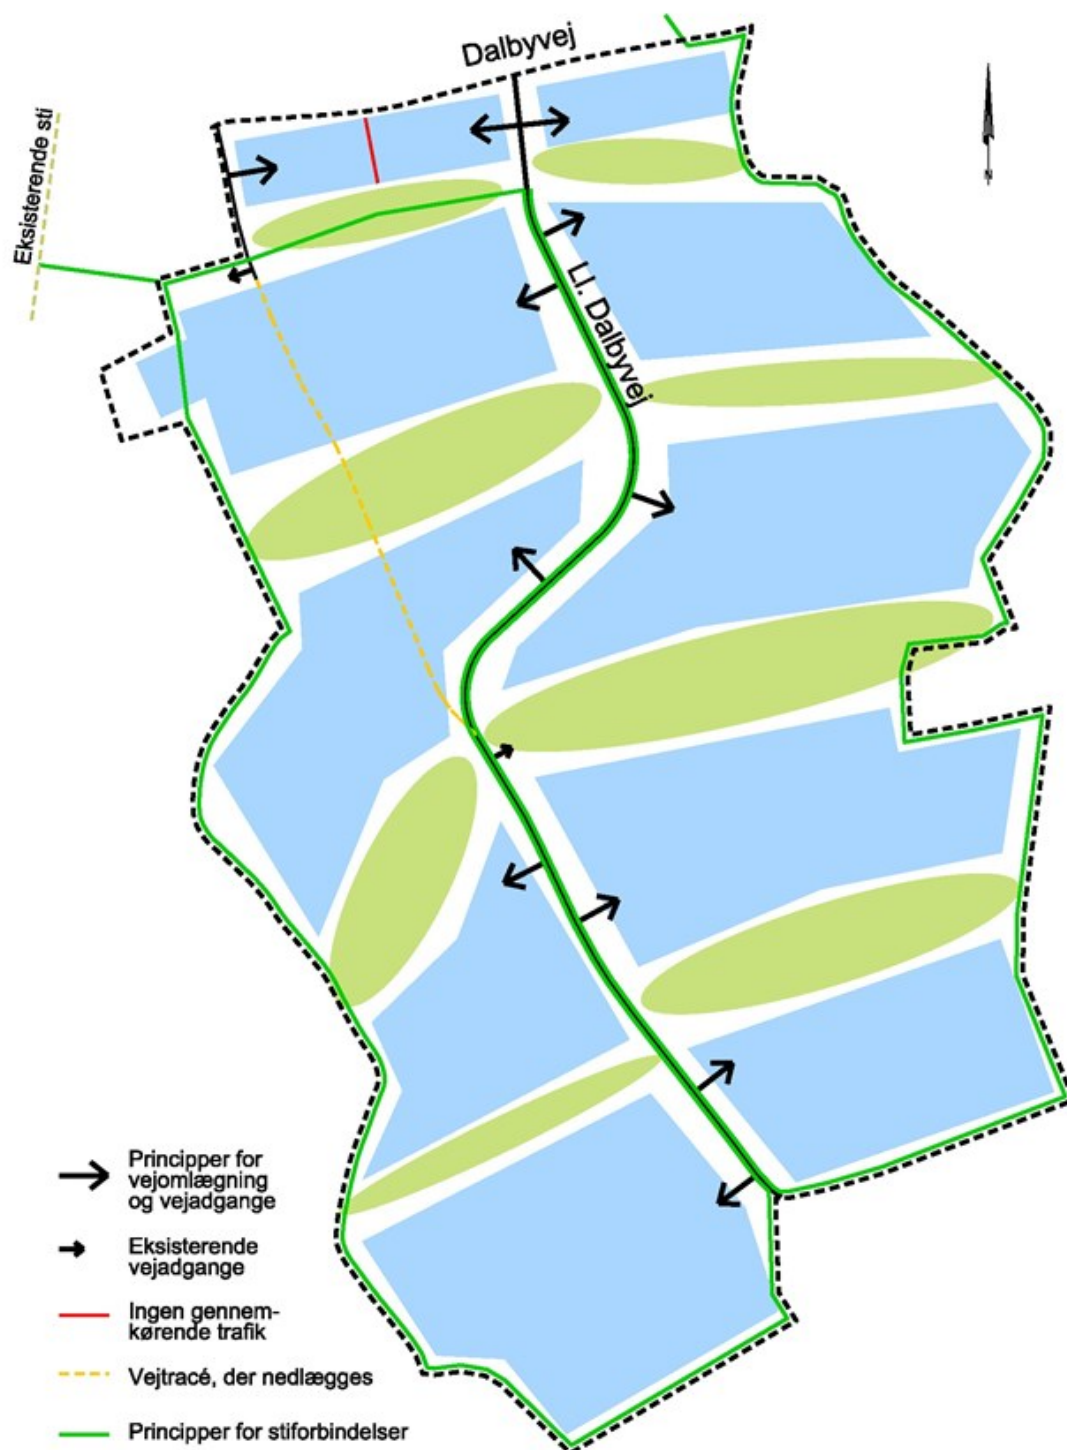 Dalbyvej
Eksisterende sti
Ll. Dalbyvej
N
Principper for
vejomlægning
og vejadgange
Eksisterende
vejadgange
Ingen gennem-
kørende trafik
Vejtracé, der nedlægges
Principper for stiforbindelser